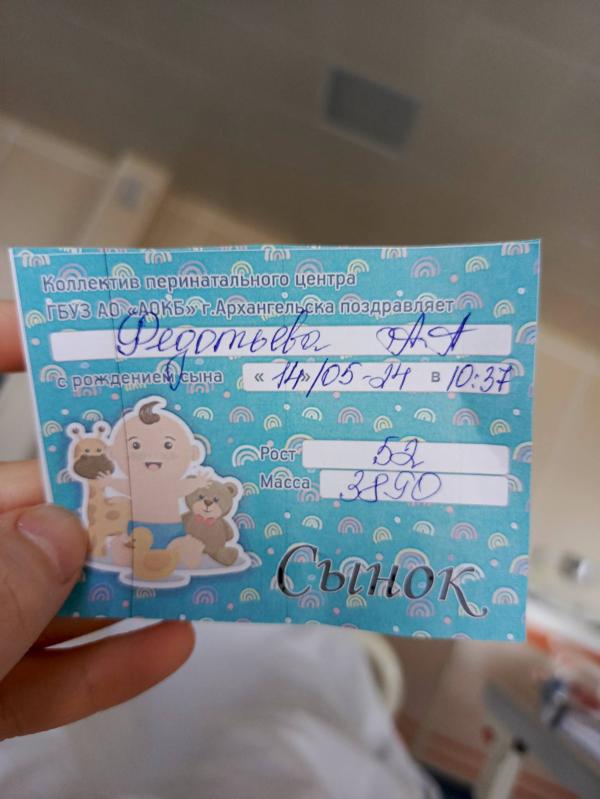 Коллектив перинатального центра
ГБУЗ АО «АОКБ» г.Архангельска поздравляет
Федотьева А А
с рождением сына «14»/05-24 в 10:37
Рост 52
Масса 3890
Сынок